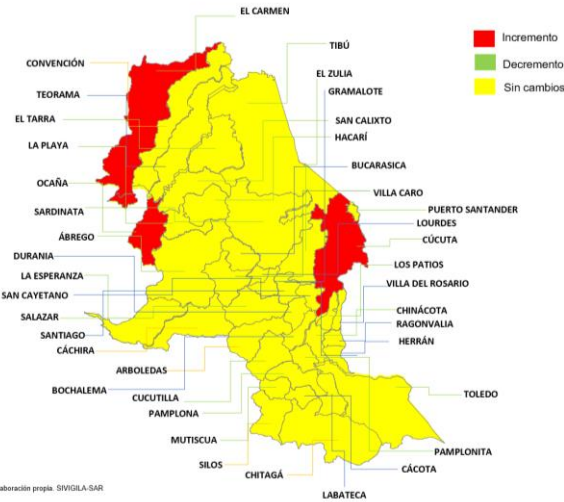 EL CARMEN
TIBÚ
CONVENCIÓN
EL ZULIA
TEORAMA
GRAMALOTE
EL TARRA
SAN CALIXTO
LA PLAYA
HACARÍ
BUCARASICA
OCAÑA
VILLA CARO
SARDINATA
PUERTO SANTANDER
LOURDES
ÁBREGO
CÚCUTA
DURANIA
LOS PATIOS
LA ESPERANZA
VILLA DEL ROSARIO
SAN CAYETANO
SALAZAR
CHINÁCOTA
SANTIAGO
RAGONVALIA
CÁCHIRA
HERRÁN
ARBOLEDAS
BOCHALEMA
TOLEDO
CUCUTILLA
PAMPLONA
MUTISCUA
PAMPLONITA
SILOS
CÁCOTA
CHITAGÁ
LABATECA
Incremento
Decremento
Sin cambios
aboración propia. SIVIGILA-SAR